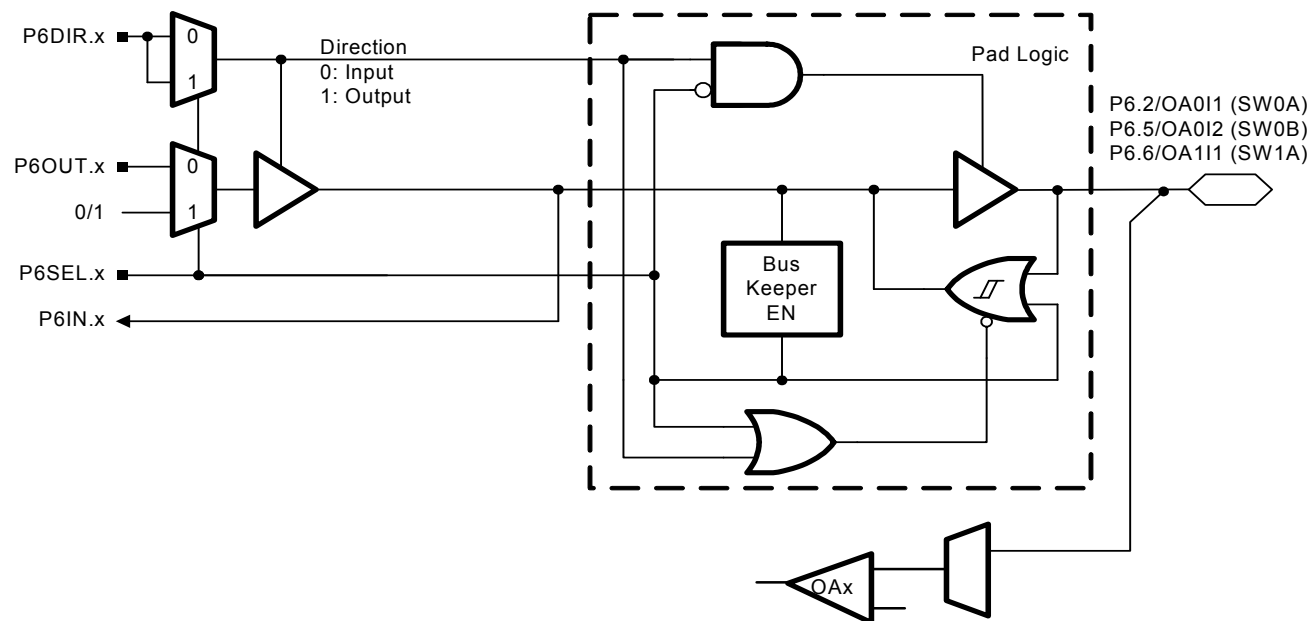 P6DIR.x
0
1
Direction
0: Input
1: Output
Pad Logic
P6.2/OA0I1 (SW0A)
P6.5/OA0I2 (SW0B)
P6.6/OA1I1 (SW1A)
P6OUT.x
0
0/1
1
P6SEL.x
P6IN.x
Bus
Keeper
EN
OAx